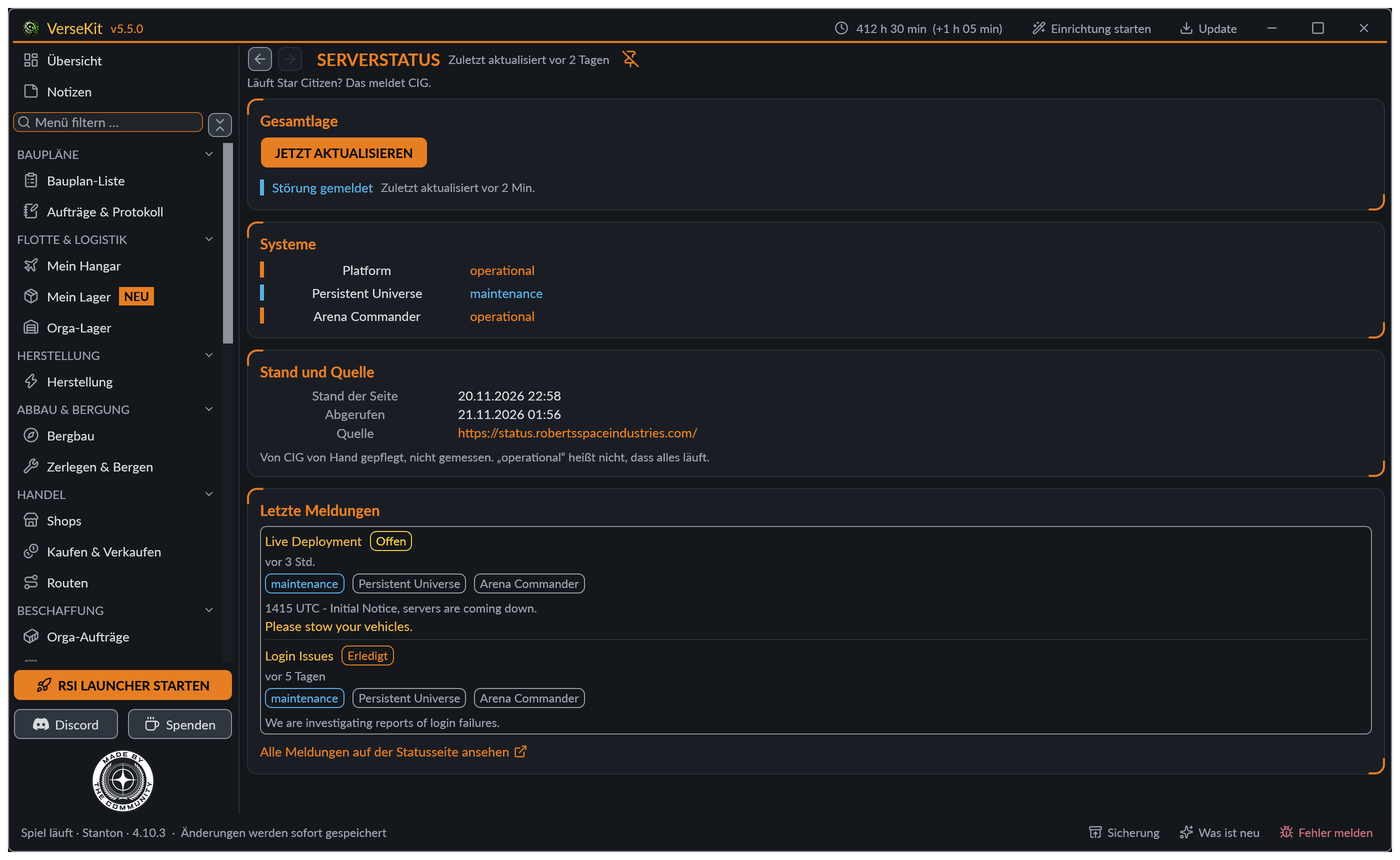 VerseKit v5.5.0
412 h 30 min (+1 h 05 min)
Einrichtung starten
Update
Übersicht
Notizen
Menü filtern ...
BAUPLÄNE
Bauplan-Liste
Aufträge & Protokoll
FLOTTE & LOGISTIK
Mein Hangar
Mein Lager NEU
Orga-Lager
HERSTELLUNG
Herstellung
ABBAU & BERGUNG
Bergbau
Zerlegen & Bergen
HANDEL
Shops
Kaufen & Verkaufen
Routen
BESCHAFFUNG
Orga-Aufträge
RSI LAUNCHER STARTEN
Discord
Spenden
MADE BY
THE COMMUNITY
SERVERSTATUS Zuletzt aktualisiert vor 2 Tagen
Läuft Star Citizen? Das meldet CIG.
Gesamtlage
JETZT AKTUALISIEREN
Störung gemeldet Zuletzt aktualisiert vor 2 Min.
Systeme
Platform operational
Persistent Universe maintenance
Arena Commander operational
Stand und Quelle
Stand der Seite 20.11.2026 22:58
Abgerufen 21.11.2026 01:56
Quelle https://status.robertsspaceindustries.com/
Von CIG von Hand gepflegt, nicht gemessen. „operational“ heißt nicht, dass alles läuft.
Letzte Meldungen
Live Deployment Offen
vor 3 Std.
maintenance Persistent Universe Arena Commander
1415 UTC - Initial Notice, servers are coming down.
Please stow your vehicles.
Login Issues Erledigt
vor 5 Tagen
maintenance Persistent Universe Arena Commander
We are investigating reports of login failures.
Alle Meldungen auf der Statusseite ansehen
Spiel läuft · Stanton · 4.10.3 · Änderungen werden sofort gespeichert
Sicherung
Was ist neu
Fehler melden